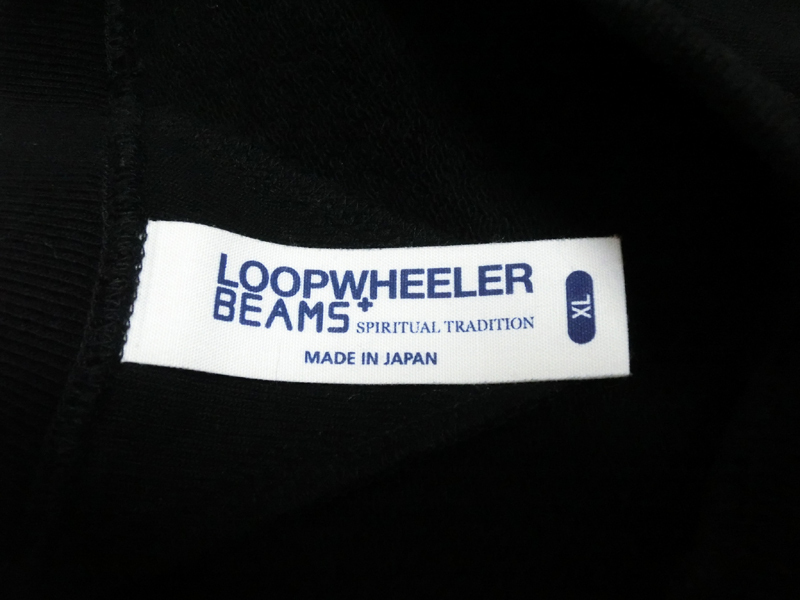 LOOPWHEELER
BEAMS+ SPIRITUAL TRADITION
MADE IN JAPAN
XL